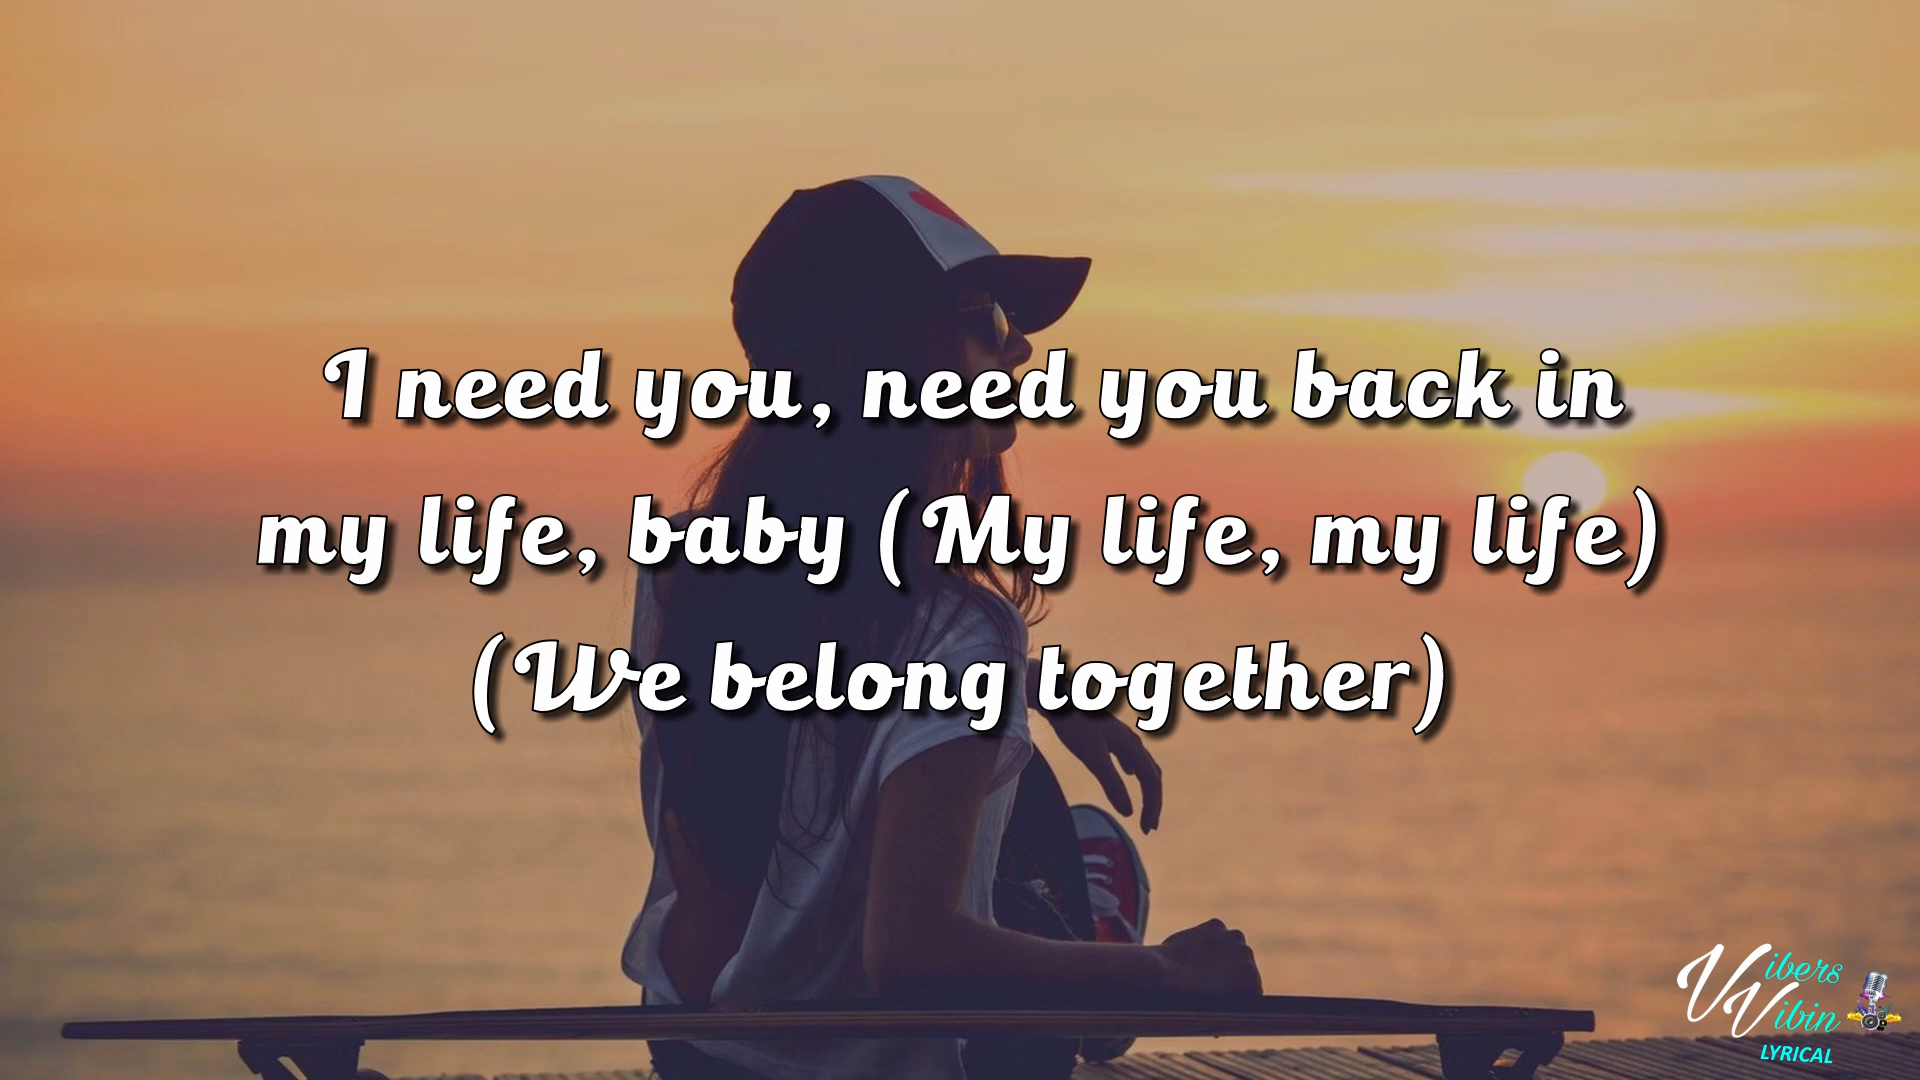 I need you, need you back in
my life, baby (My life, my life)
(We belong together)
Vibers
Vibin
LYRICAL